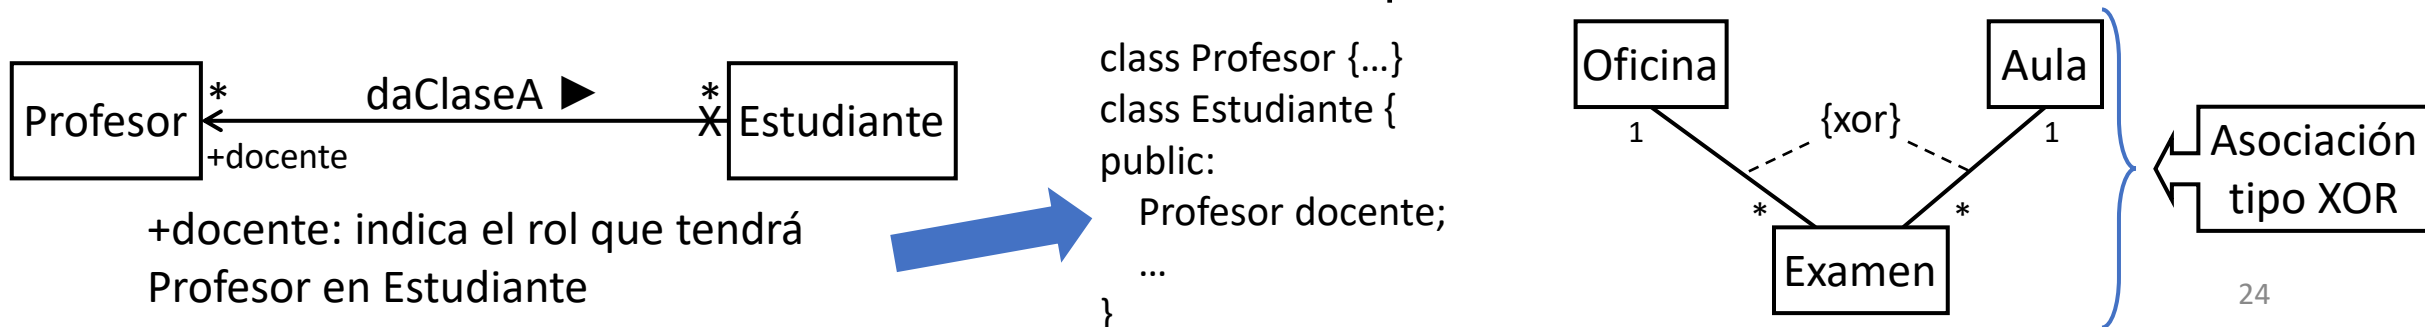 Profesor
*
daClaseA ►
*
X
Estudiante
+docente
+docente: indica el rol que tendrá
Profesor en Estudiante
class Profesor {...}
class Estudiante {
public:
Profesor docente;
...
}
Oficina
Aula
{xor}
1
1
*
*
Examen
Asociación
tipo XOR
24